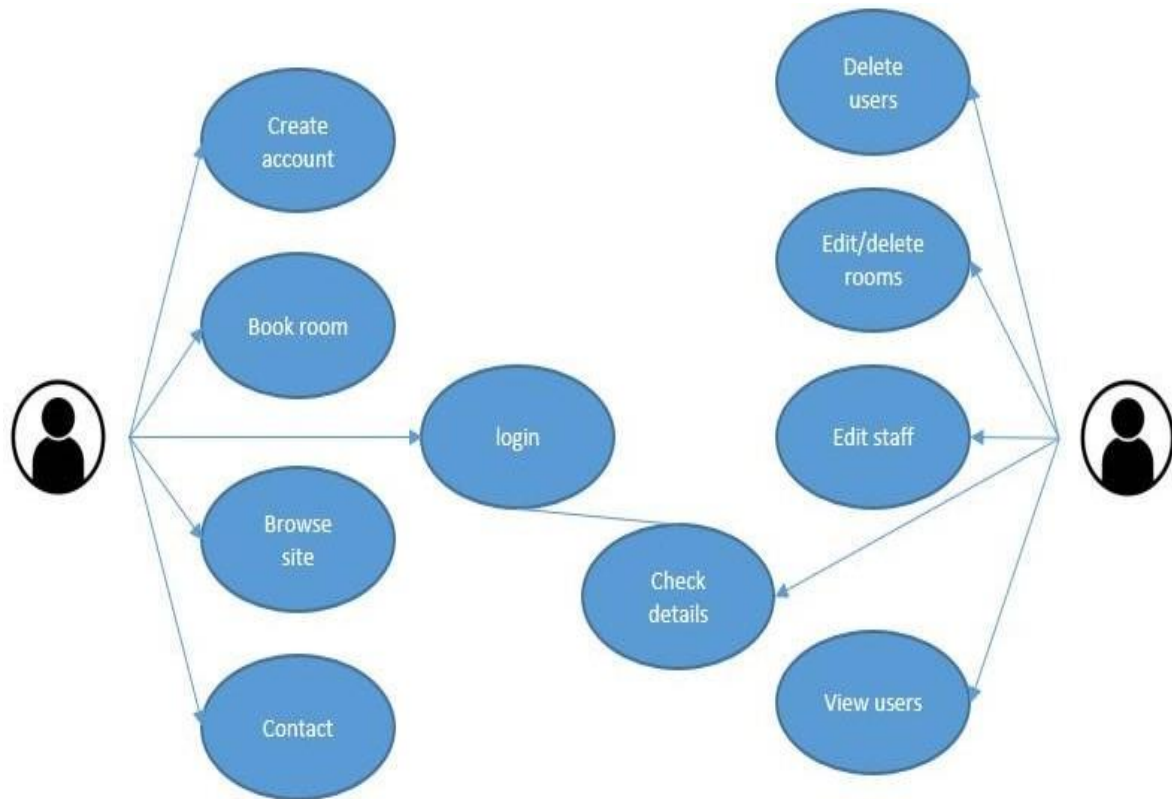 Create
account
Book room
login
Browse
site
Contact
Delete
users
Edit/delete
rooms
Edit staff
Check
details
View users